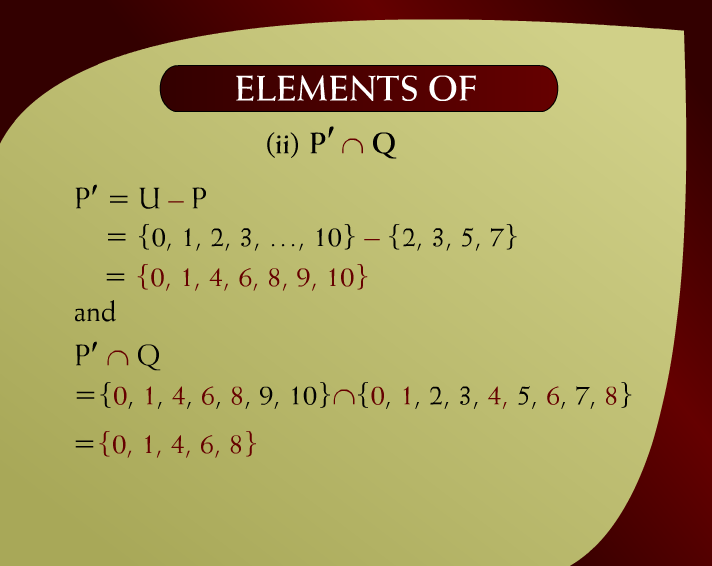 ELEMENTS OF
(ii) P′ ∩ Q
P′ = U – P
= {0, 1, 2, 3, ..., 10} – {2, 3, 5, 7}
= {0, 1, 4, 6, 8, 9, 10}
and
P′ ∩ Q
={0, 1, 4, 6, 8, 9, 10}∩{0, 1, 2, 3, 4, 5, 6, 7, 8}
={0, 1, 4, 6, 8}